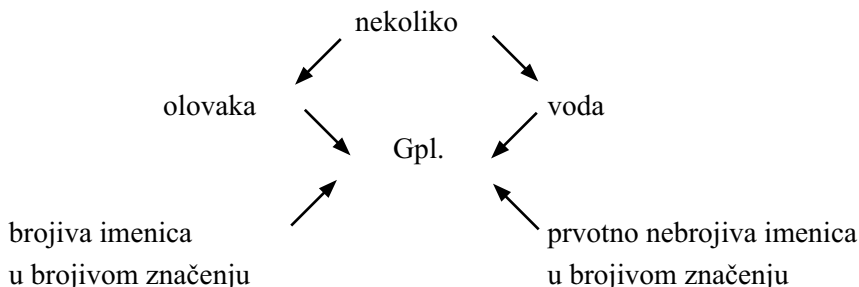 nekoliko
olovaka voda
Gpl.
brojiva imenica prvotno nebrojiva imenica
u brojivom značenju u brojivom značenju